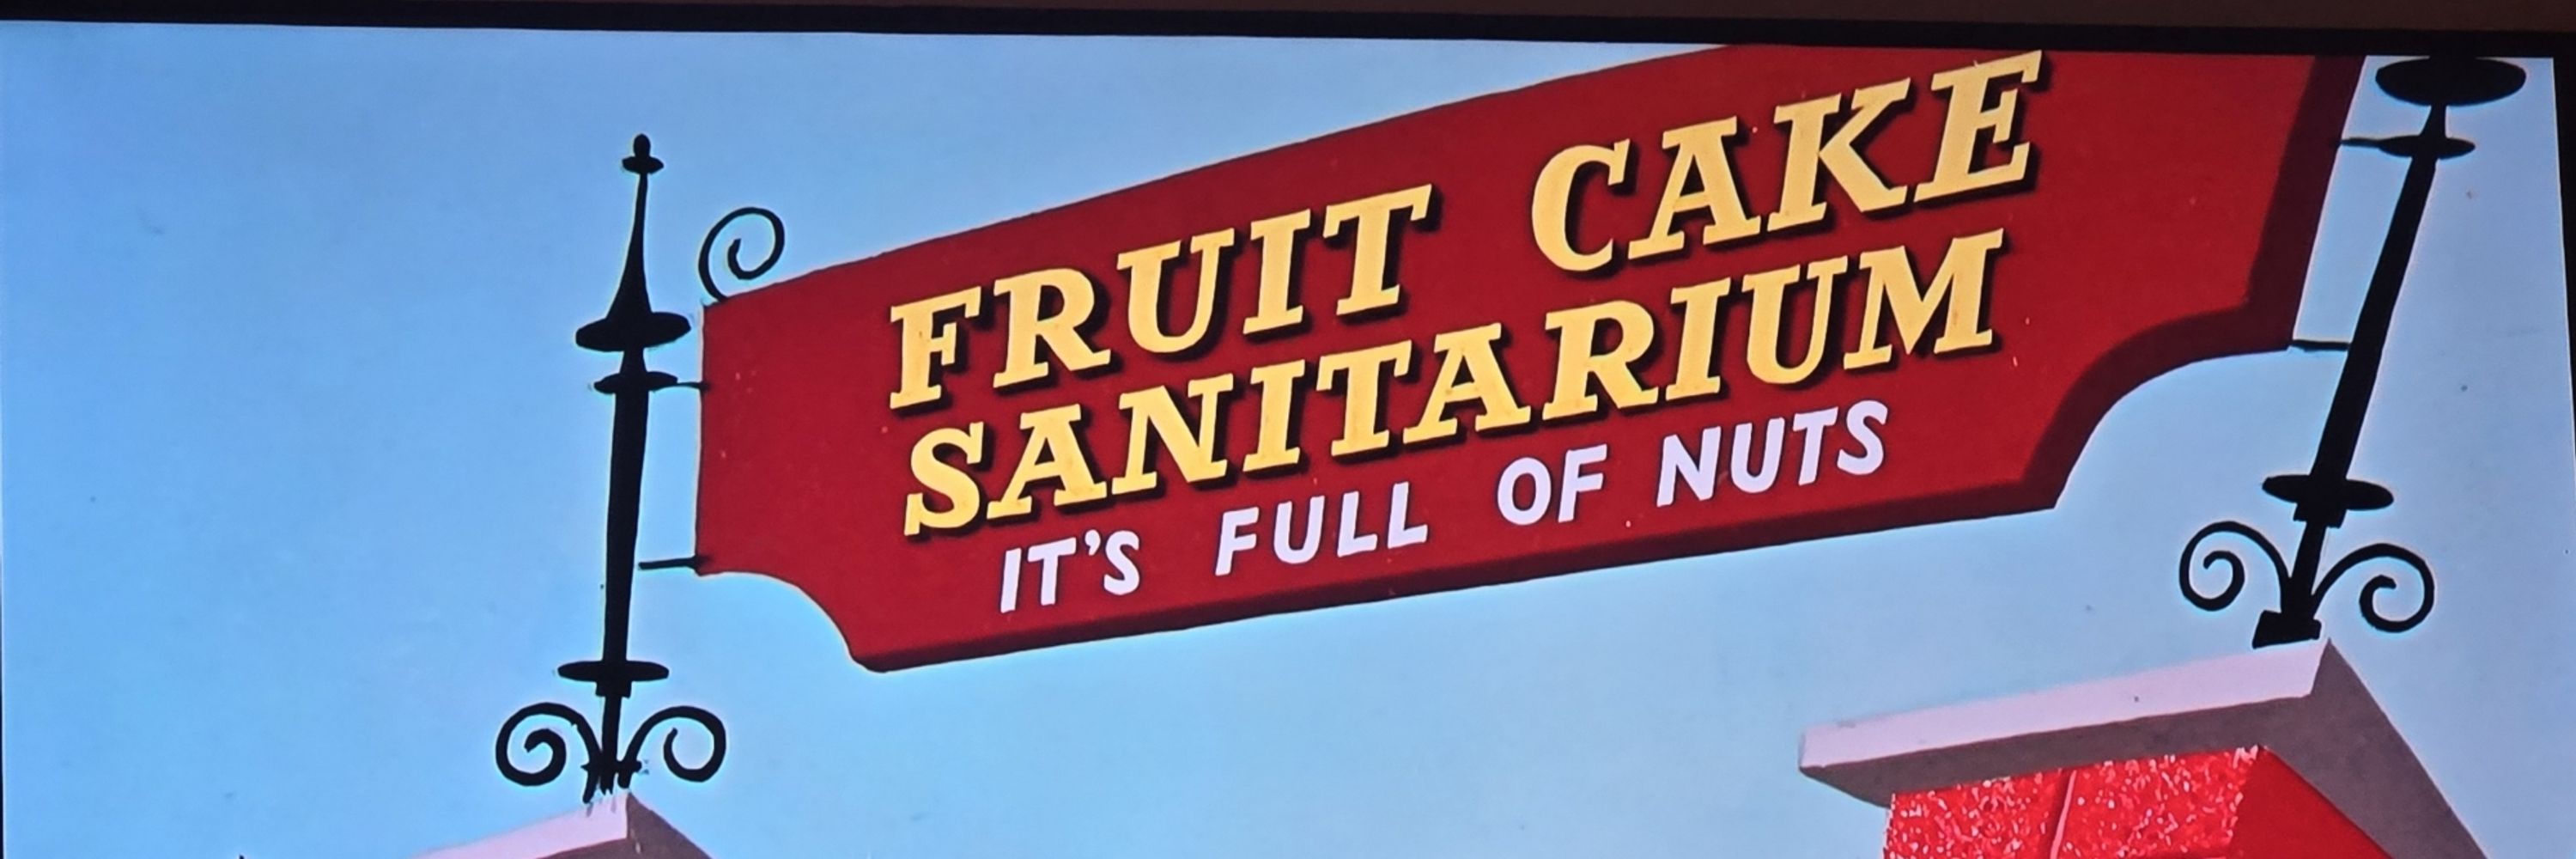 FRUIT CAKE
SANITARIUM
IT'S FULL OF NUTS